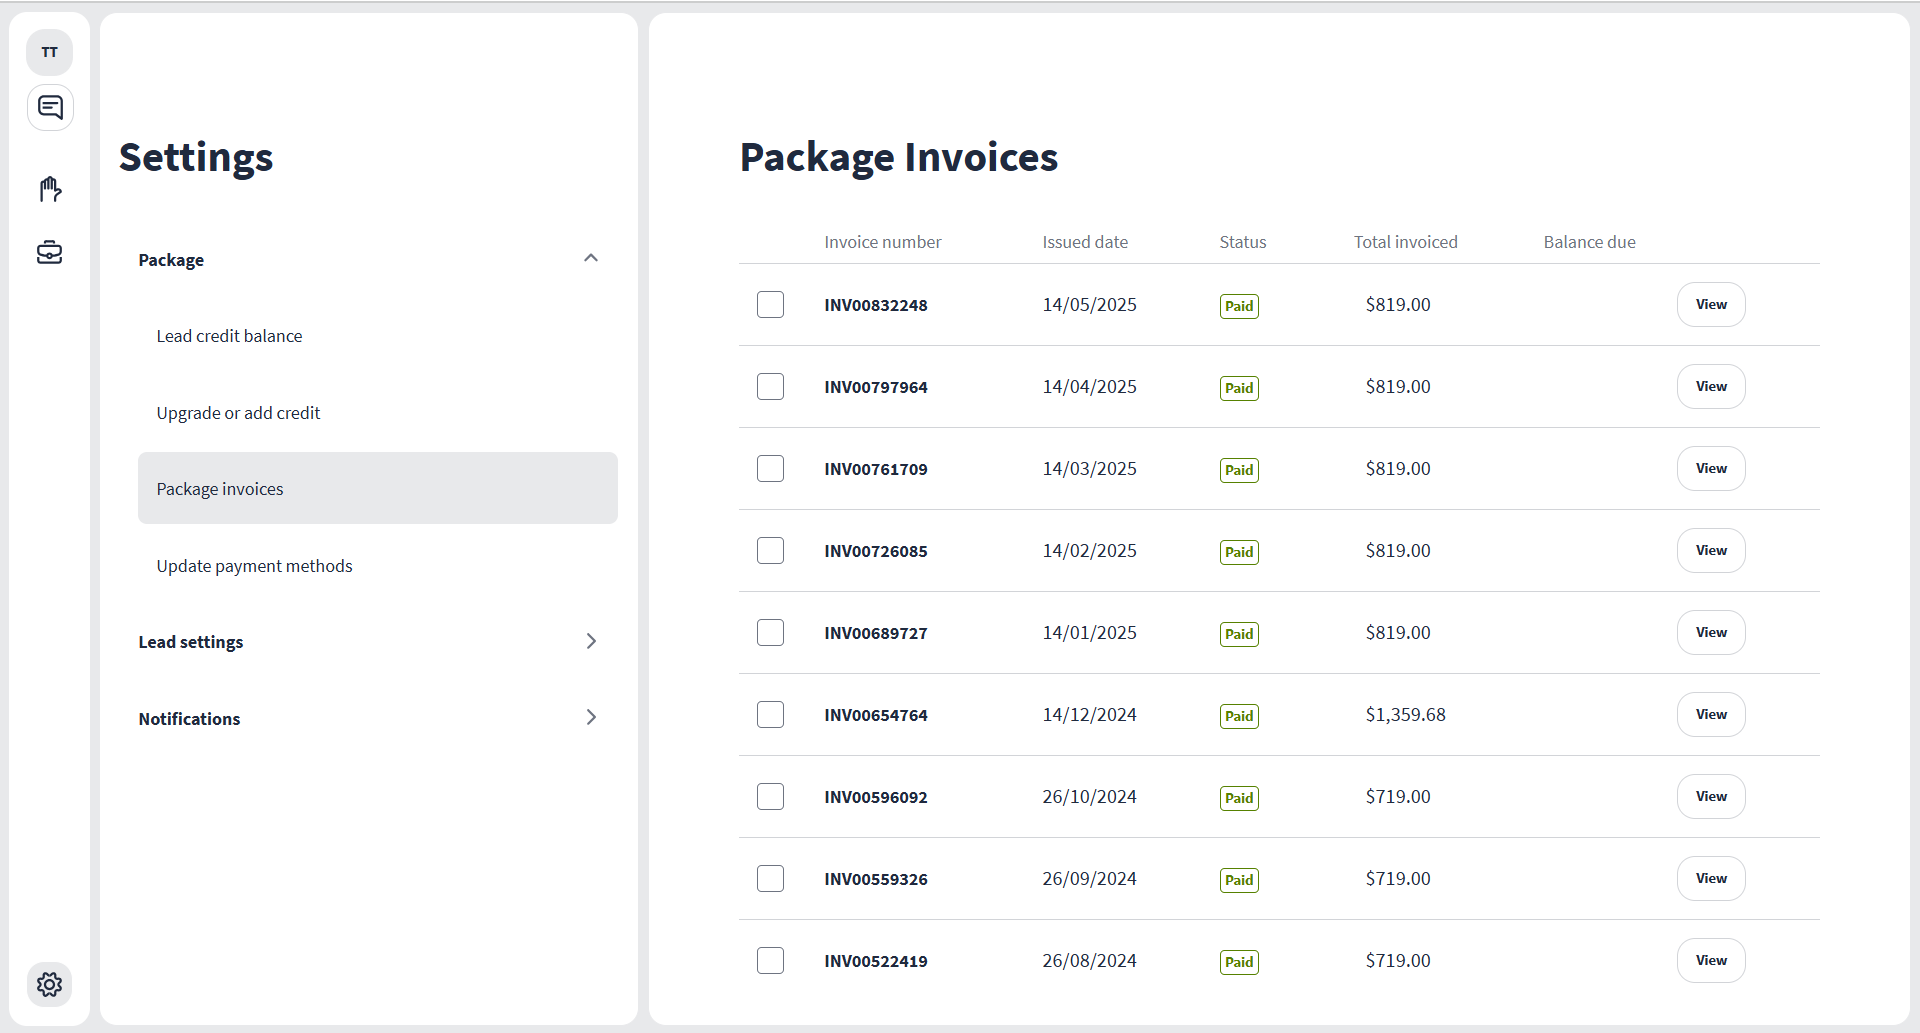 TT
Settings
Package
Lead credit balance
Upgrade or add credit
Package invoices
Update payment methods
Lead settings
Notifications
Package Invoices
Invoice number Issued date Status Total invoiced Balance due
INV00832248 14/05/2025 Paid $819.00 View
INV00797964 14/04/2025 Paid $819.00 View
INV00761709 14/03/2025 Paid $819.00 View
INV00726085 14/02/2025 Paid $819.00 View
INV00689727 14/01/2025 Paid $819.00 View
INV00654764 14/12/2024 Paid $1,359.68 View
INV00596092 26/10/2024 Paid $719.00 View
INV00559326 26/09/2024 Paid $719.00 View
INV00522419 26/08/2024 Paid $719.00 View